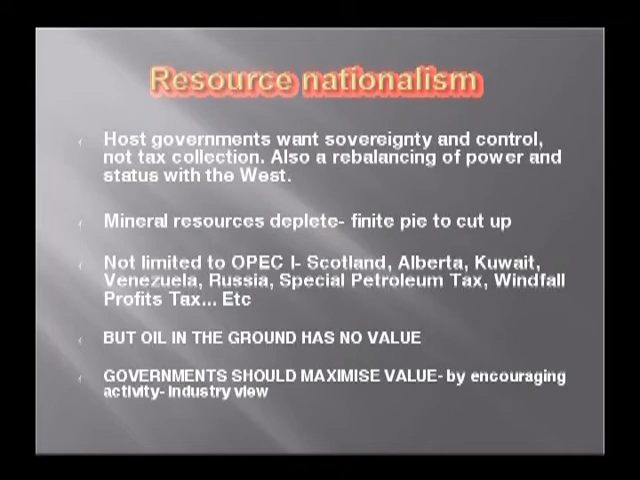 Resource nationalism
Host governments want sovereignty and control,
not tax collection. Also a rebalancing of power and
status with the West.
Mineral resources deplete- finite pie to cut up
Not limited to OPEC I- Scotland, Alberta, Kuwait,
Venezuela, Russia, Special Petroleum Tax, Windfall
Profits Tax... Etc
BUT OIL IN THE GROUND HAS NO VALUE
GOVERNMENTS SHOULD MAXIMISE VALUE- by encouraging
activity- Industry view